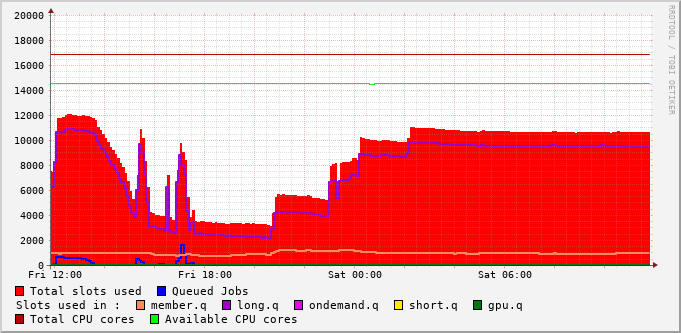 20000
18000
16000
14000
12000
10000
8000
6000
4000
2000
0
Fri 12:00 Fri 18:00 Sat 00:00 Sat 06:00
RRDTOOL / TOBI OETIKER
Total slots used Queued Jobs
Slots used in : member.q long.q ondemand.q short.q gpu.q
Total CPU cores Available CPU cores